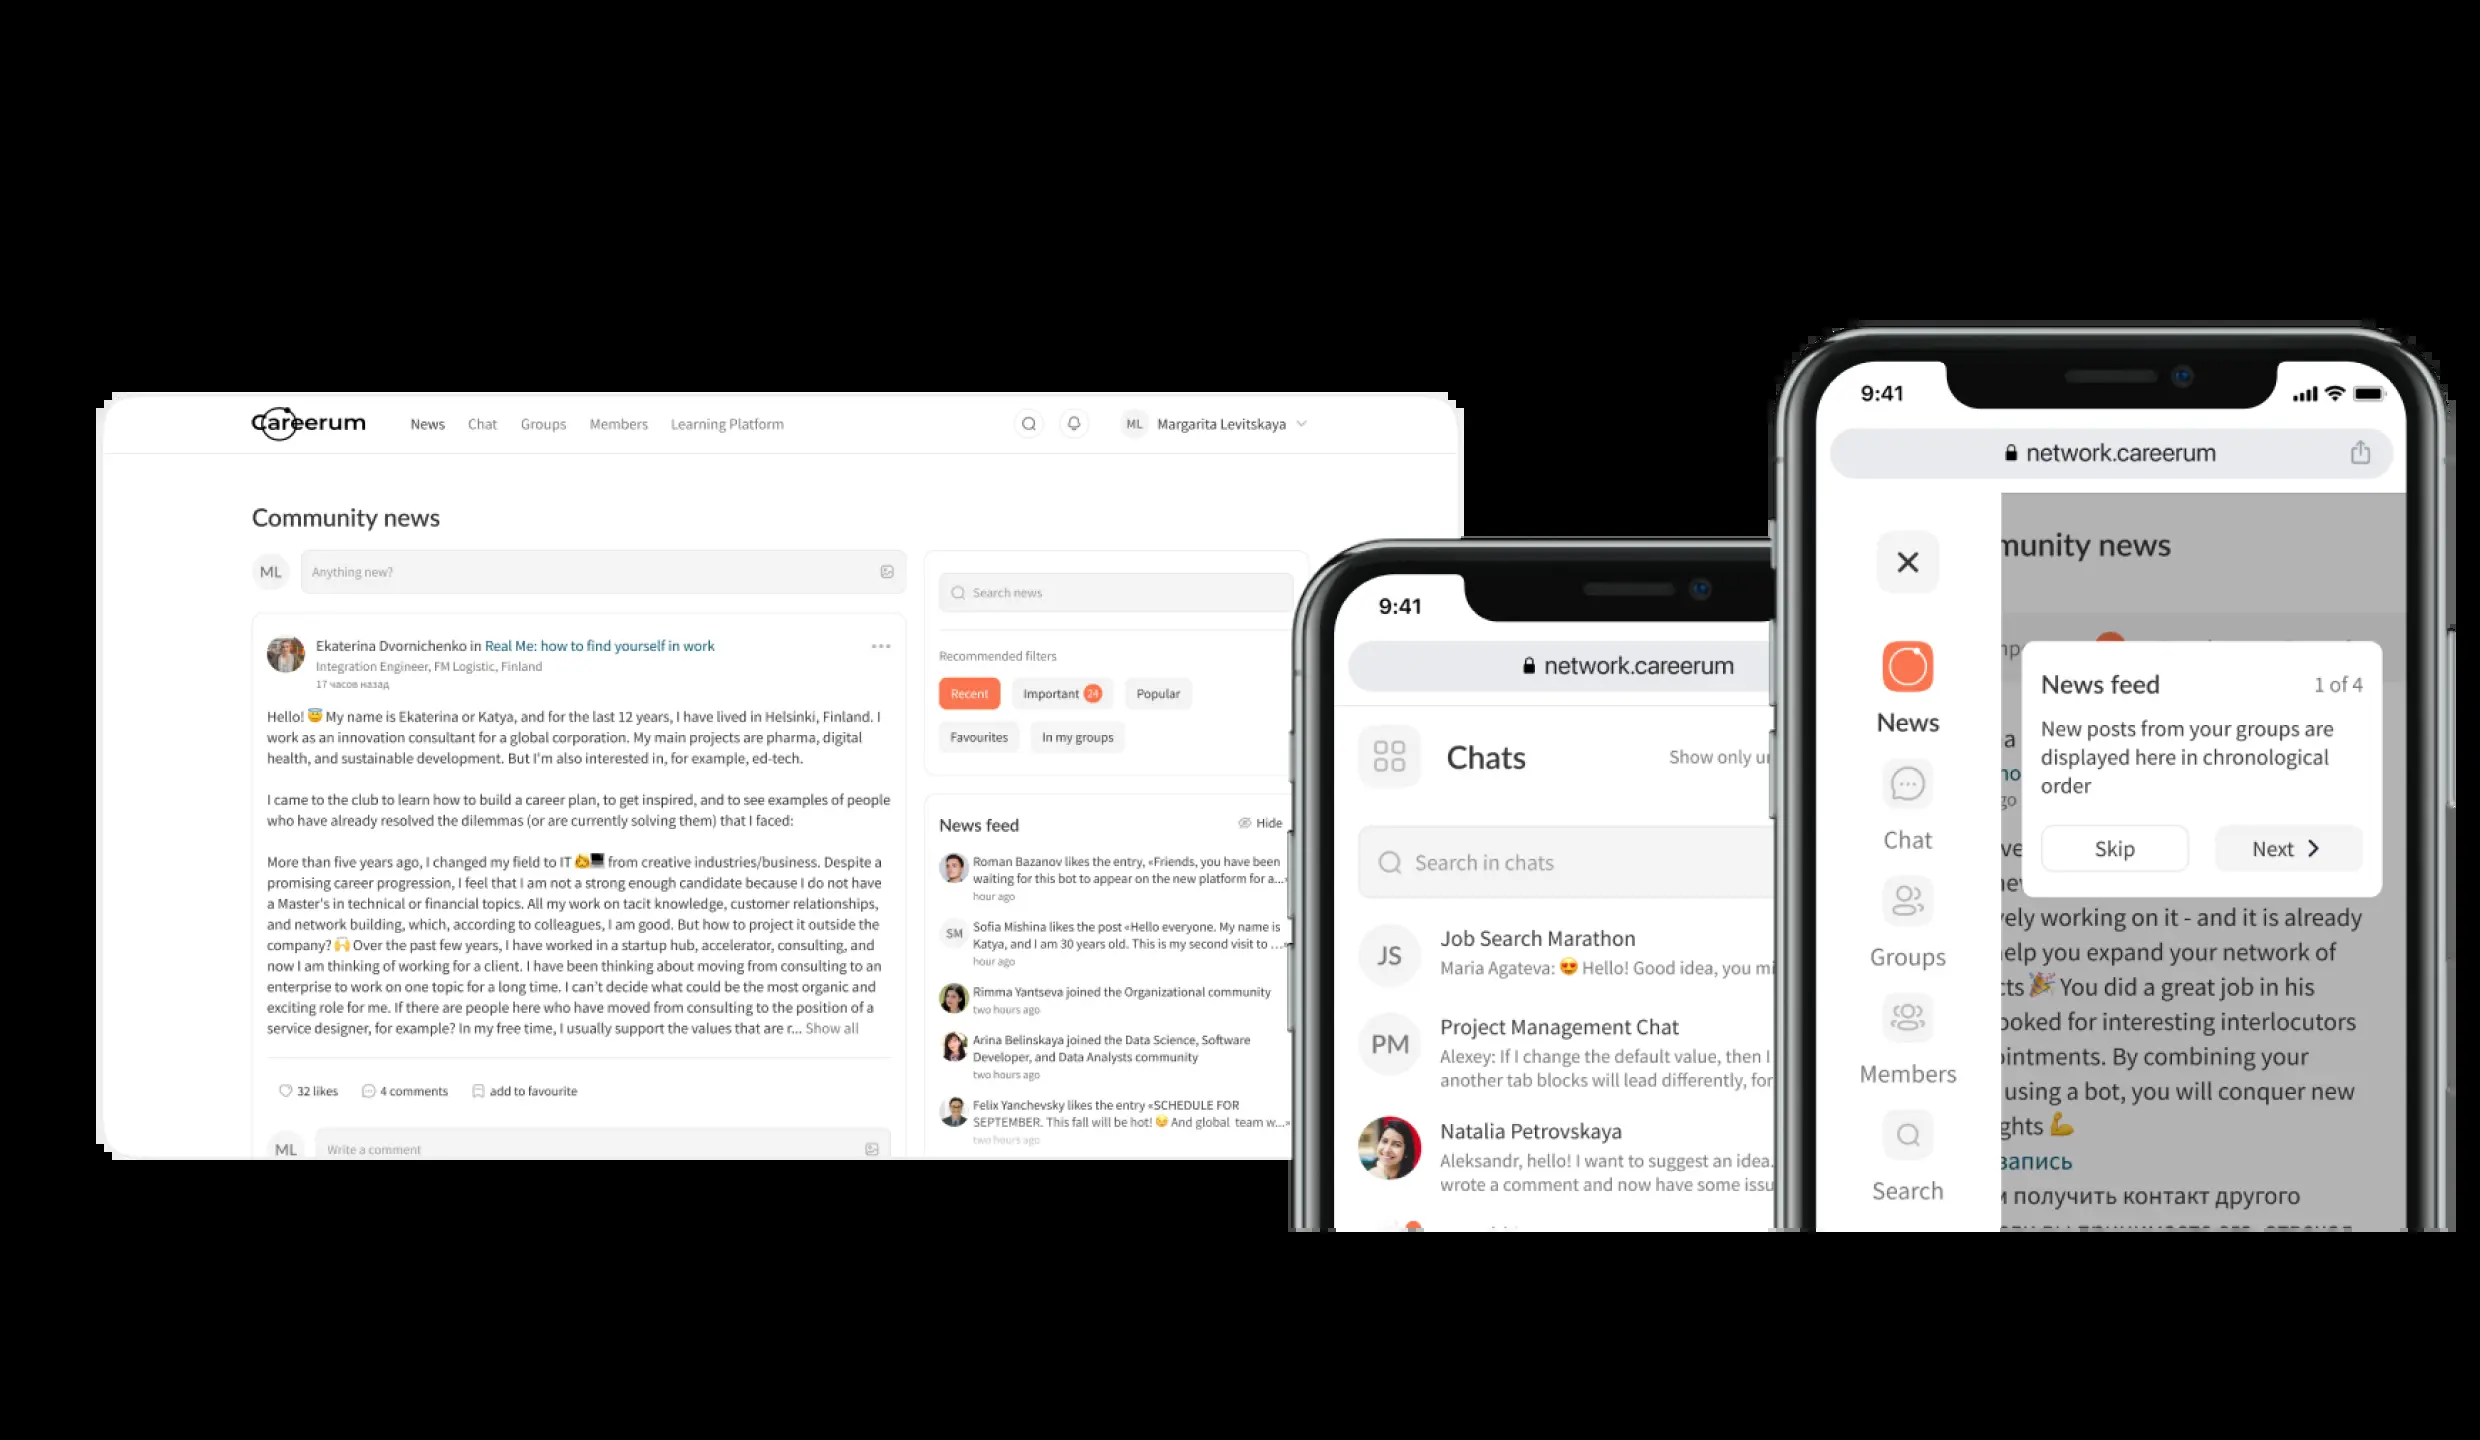 Careerum
News
Chat
Groups
Members
Learning Platform
ML
Margarita Levitskaya
Community news
ML
Anything new?
Ekaterina Dvornichenko in Real Me: how to find yourself in work
Integration Engineer, FM Logistic, Finland
17 часов назад
Hello! 😇 My name is Ekaterina or Katya, and for the last 12 years, I have lived in Helsinki, Finland. I
work as an innovation consultant for a global corporation. My main projects are pharma, digital
health, and sustainable development. But I'm also interested in, for example, ed-tech.
I came to the club to learn how to build a career plan, to get inspired, and to see examples of people
who have already resolved the dilemmas (or are currently solving them) that I faced:
More than five years ago, I changed my field to IT from creative industries/business. Despite a
promising career progression, I feel that I am not a strong enough candidate because I do not have
a Master's in technical or financial topics. All my work on tacit knowledge, customer relationships,
and network building, which, according to colleagues, I am good. But how to project it outside the
company? 🙌 Over the past few years, I have worked in a startup hub, accelerator, consulting, and
now I am thinking of working for a client. I have been thinking about moving from consulting to an
enterprise to work on one topic for a long time. I can't decide what could be the most organic and
exciting role for me. If there are people here who have moved from consulting to the position of a
service designer, for example? In my free time, I usually support the values that are r... Show all
32 likes
4 comments
add to favourite
ML
Write a comment
Search news
Recommended filters
Recent
Important 24
Popular
Favourites
In my groups
News feed
Hide
Roman Bazanov likes the entry, «Friends, you have been
waiting for this bot to appear on the new platform for a...»
hour ago
SM
Sofia Mishina likes the post «Hello everyone. My name is
Katya, and I am 30 years old. This is my second visit to ...»
hour ago
Rimma Yantseva joined the Organizational community
two hours ago
Arina Belinskaya joined the Data Science, Software
Developer, and Data Analysts community
two hours ago
Felix Yanchevsky likes the entry «SCHEDULE FOR
SEPTEMBER. This fall will be hot! 😉 And global team w...»
two hours ago
9:41
network.careerum
Chats
Show only
Search in chats
JS
Job Search Marathon
Maria Agateva: 😍 Hello! Good idea, you mi
PM
Project Management Chat
Alexey: If I change the default value, then I
another tab blocks will lead differently, for
Natalia Petrovskaya
Aleksandr, hello! I want to suggest an idea.
wrote a comment and now have some issu
9:41
network.careerum
News
Chat
Groups
Members
Search
munity news
News feed
1 of 4
New posts from your groups are
displayed here in chronological
order
Skip
Next
vely working on it - and it is already
help you expand your network of
cts 🎉 You did a great job in his
ooked for interesting interlocutors
ointments. By combining your
using a bot, you will conquer new
ghts 💪
запись
получить контакт другого